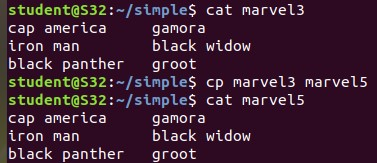 student@S32:~/simple$ cat marvel3
cap america     gamora
iron man        black widow
black panther   groot
student@S32:~/simple$ cp marvel3 marvel5
student@S32:~/simple$ cat marvel5
cap america     gamora
iron man        black widow
black panther   groot